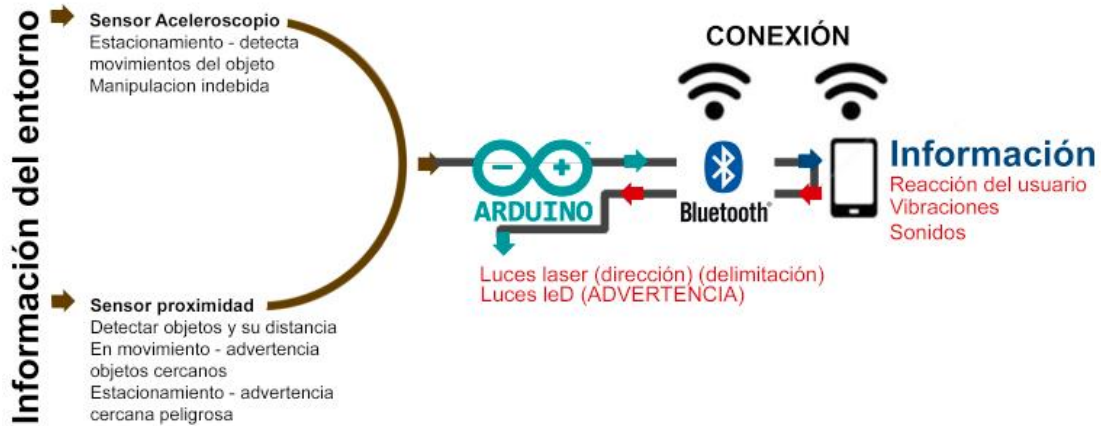 Información del entorno
Sensor Aceleroscopio
Estacionamiento - detecta
movimientos del objeto
Manipulacion indebida
Sensor proximidad
Detectar objetos y su distancia
En movimiento - advertencia
objetos cercanos
Estacionamiento - advertencia
cercana peligrosa
ARDUINO
CONEXIÓN
Bluetooth
Luces laser (dirección) (delimitación)
Luces leD (ADVERTENCIA)
Información
Reacción del usuario
Vibraciones
Sonidos